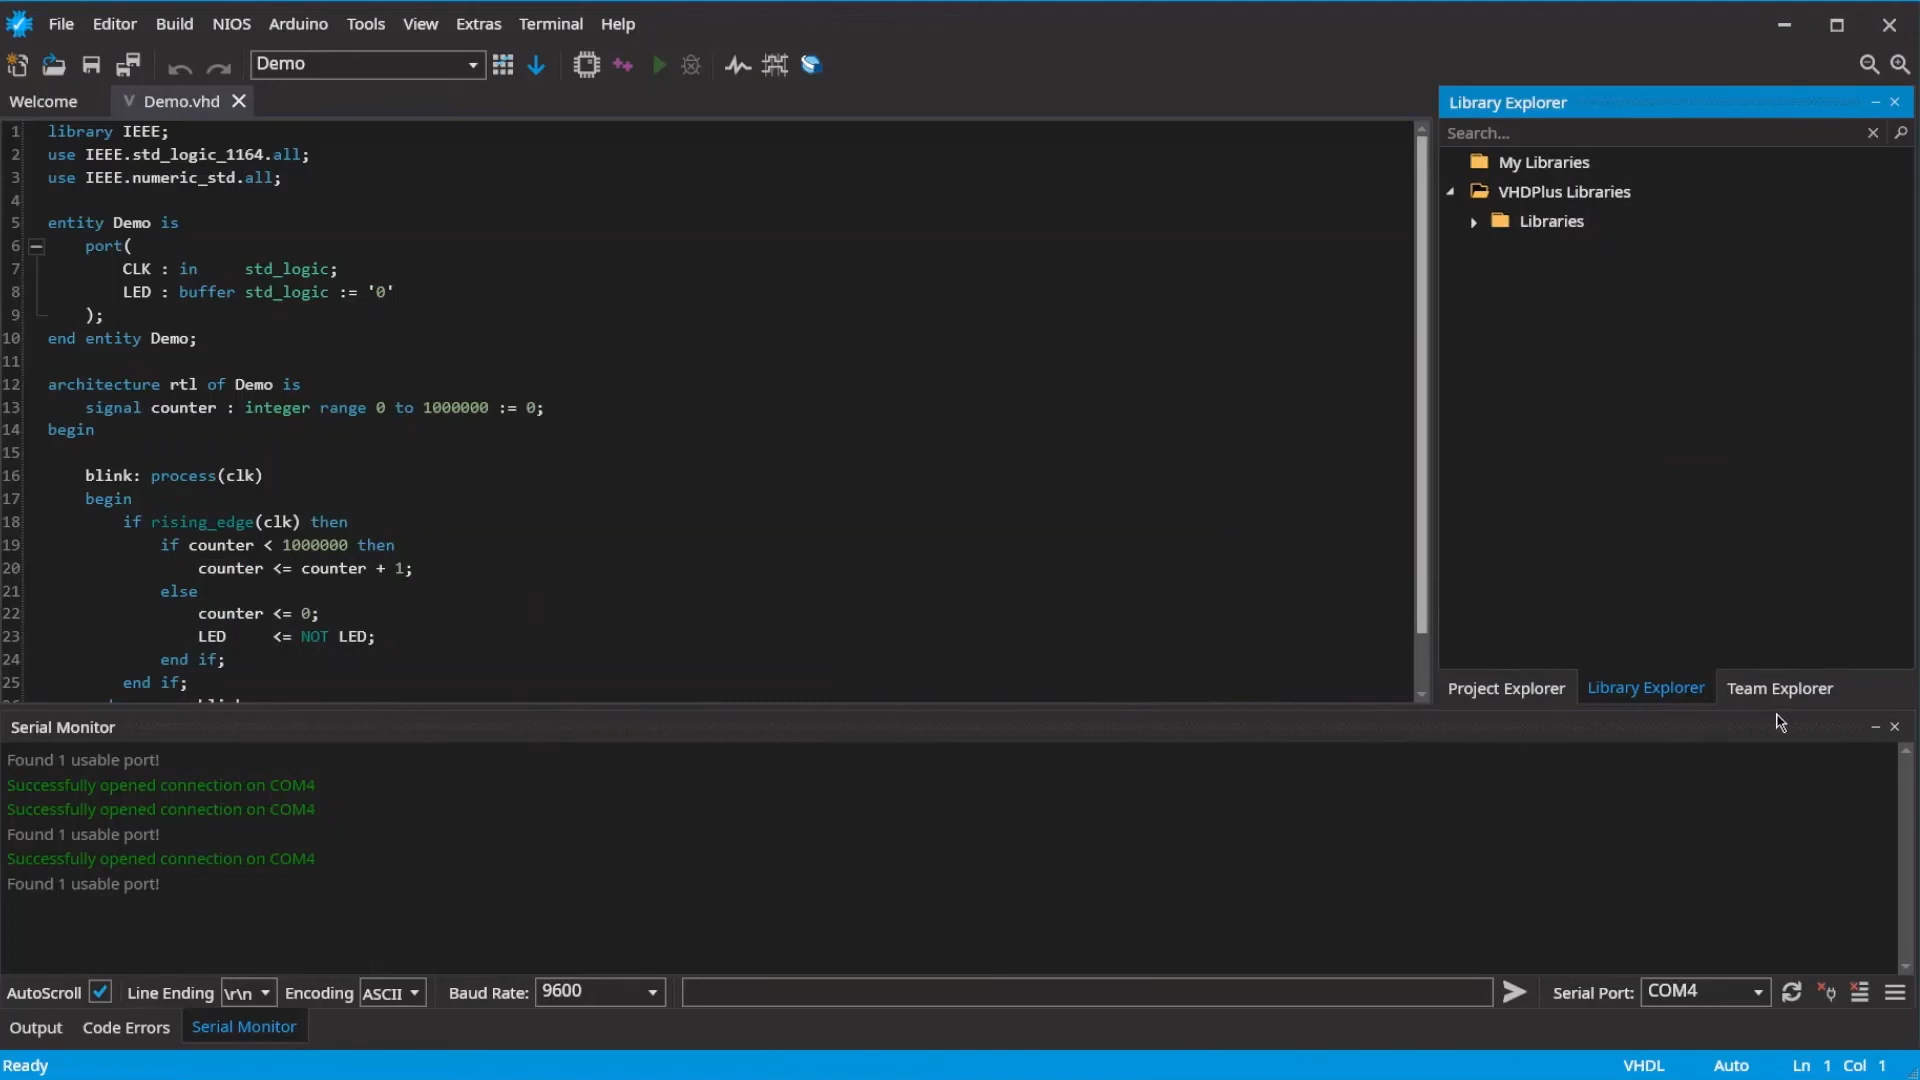 File Editor Build NIOS Arduino Tools View Extras Terminal Help
Demo
Welcome V Demo.vhd
1 library IEEE;
2 use IEEE.std_logic_1164.all;
3 use IEEE.numeric_std.all;
4
5 entity Demo is
6 port(
7 CLK : in std_logic;
8 LED : buffer std_logic := '0'
9 );
10 end entity Demo;
11
12 architecture rtl of Demo is
13 signal counter : integer range 0 to 1000000 := 0;
14 begin
15
16 blink: process(clk)
17 begin
18 if rising_edge(clk) then
19 if counter < 1000000 then
20 counter <= counter + 1;
21 else
22 counter <= 0;
23 LED <= NOT LED;
24 end if;
25 end if;
Library Explorer
Search...
My Libraries
VHDPlus Libraries
Libraries
Project Explorer Library Explorer Team Explorer
Serial Monitor
Found 1 usable port!
Successfully opened connection on COM4
Successfully opened connection on COM4
Found 1 usable port!
Successfully opened connection on COM4
Found 1 usable port!
AutoScroll Line Ending \r\n Encoding ASCII Baud Rate: 9600 Serial Port: COM4
Output Code Errors Serial Monitor
Ready VHDL Auto Ln 1 Col 1